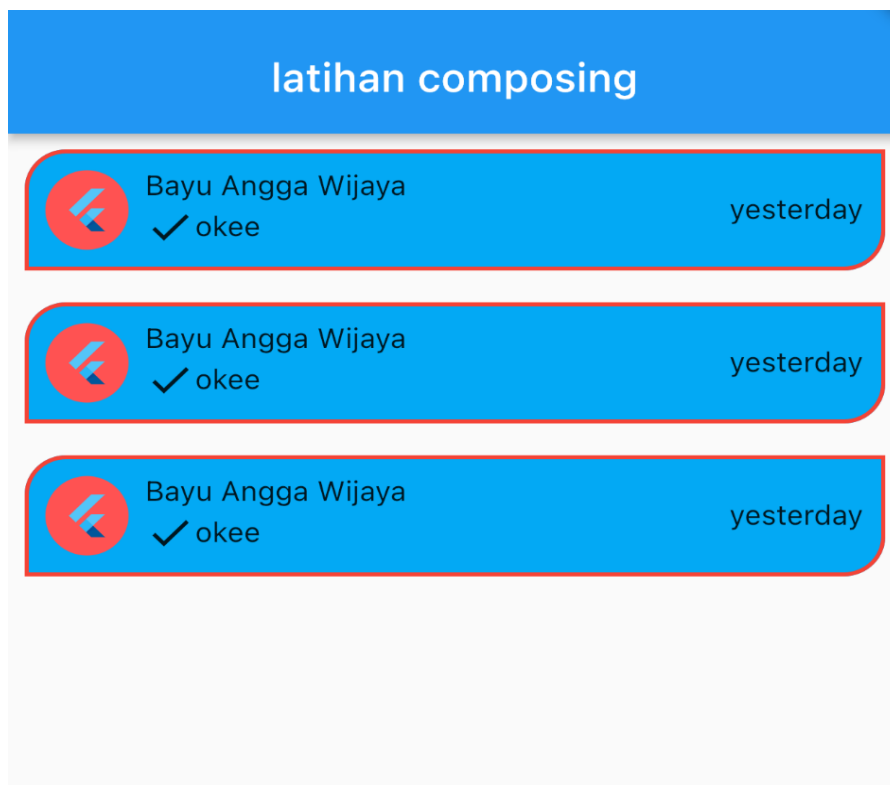 latihan composing
Bayu Angga Wijaya
okee
yesterday
Bayu Angga Wijaya
okee
yesterday
Bayu Angga Wijaya
okee
yesterday